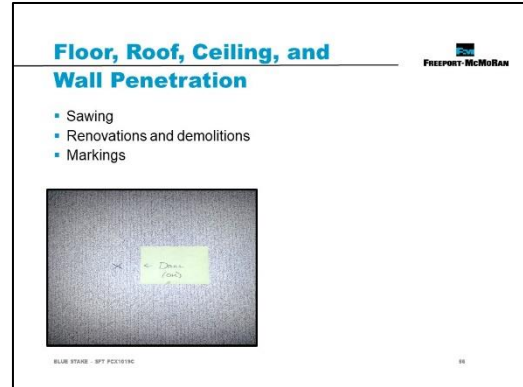 Floor, Roof, Ceiling, and
Wall Penetration
FCX
FREEPORT-McMoRAN
▪ Sawing
▪ Renovations and demolitions
▪ Markings
BLUE STAKE - SFT FCX1019C